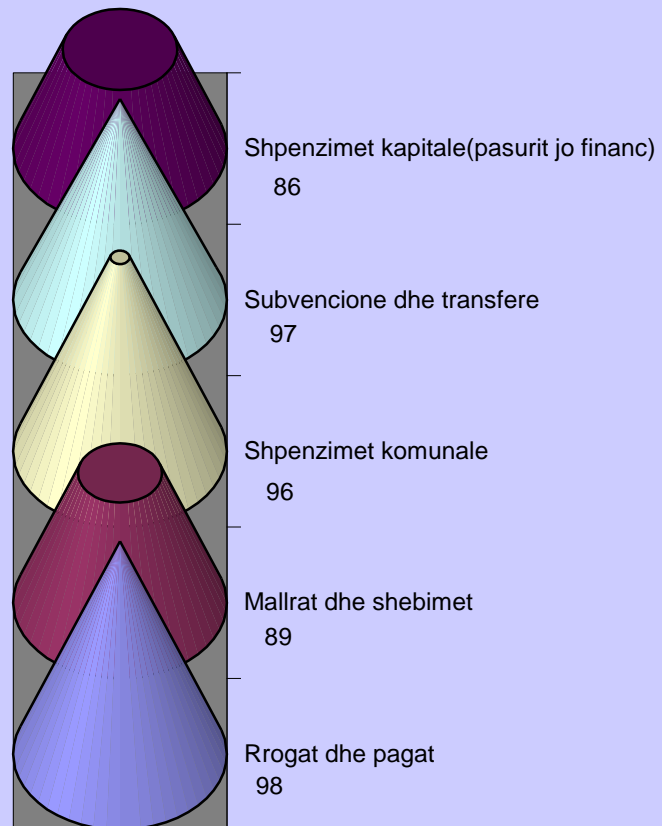 Shpenzimet kapitale(pasurit jo financ)
86
Subvencione dhe transfere
97
Shpenzimet komunale
96
Mallrat dhe shebimet
89
Rrogat dhe pagat
98